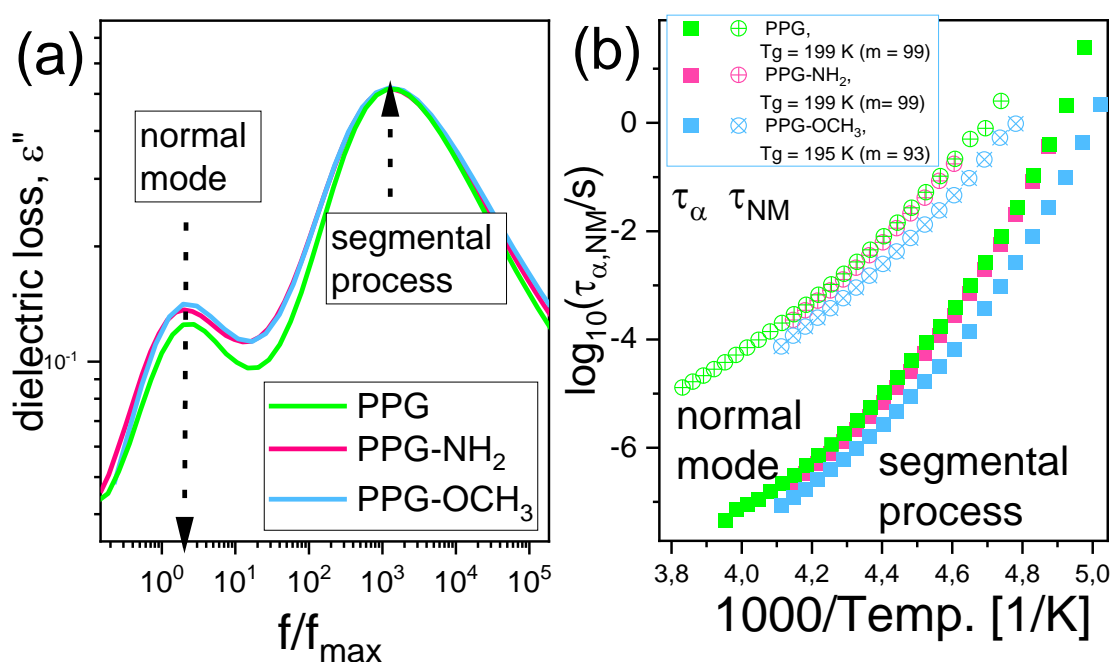 (a)
normal
mode
segmental
process
PPG
PPG-NH₂
PPG-OCH₃
dielectric loss, ε"
10⁻¹
10⁰ 10¹ 10² 10³ 10⁴ 10⁵
f/fₘₐₓ
(b)
PPG,
Tg = 199 K (m = 99)
PPG-NH₂,
Tg = 199 K (m= 99)
PPG-OCH₃,
Tg = 195 K (m = 93)
τα τNM
log₁₀(τα,NM/s)
0
-2
-4
-6
normal
mode
segmental
process
3,8 4,0 4,2 4,4 4,6 4,8 5,0
1000/Temp. [1/K]